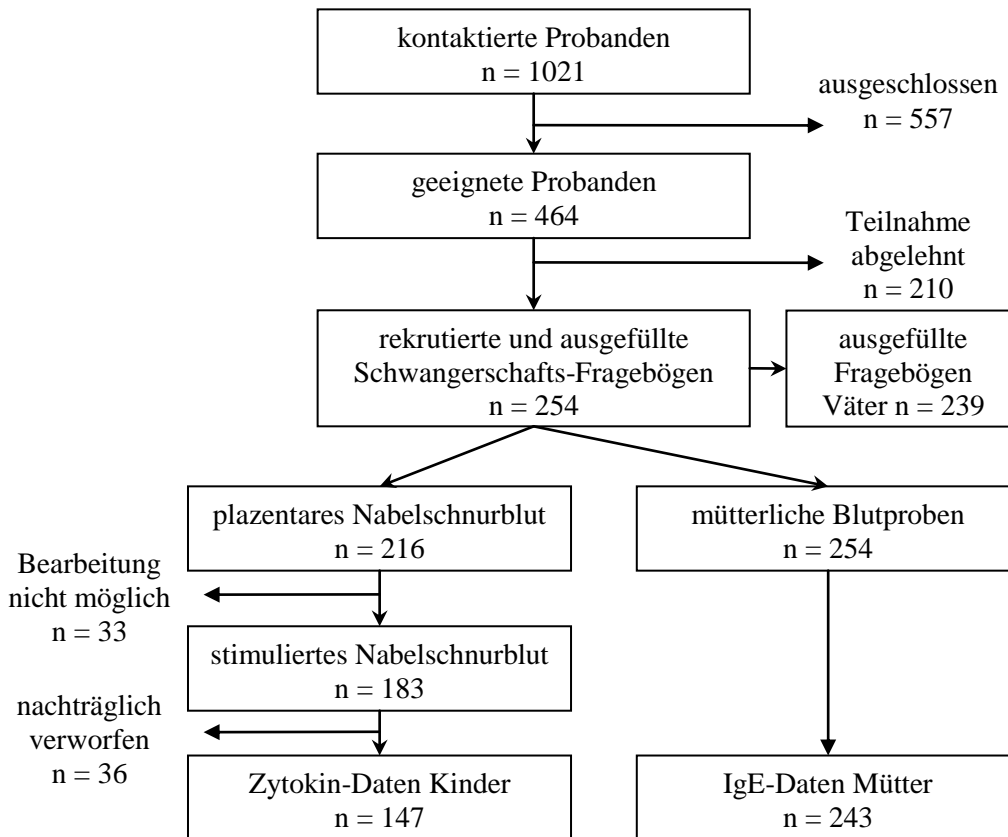 kontaktierte Probanden
n = 1021
ausgeschlossen
n = 557
geeignete Probanden
n = 464
Teilnahme
abgelehnt
n = 210
rekrutierte und ausgefüllte
Schwangerschafts-Fragebögen
n = 254
ausgefüllte
Fragebögen
Väter n = 239
plazentares Nabelschnurblut
n = 216
mütterliche Blutproben
n = 254
Bearbeitung
nicht möglich
n = 33
stimuliertes Nabelschnurblut
n = 183
nachträglich
verworfen
n = 36
Zytokin-Daten Kinder
n = 147
IgE-Daten Mütter
n = 243